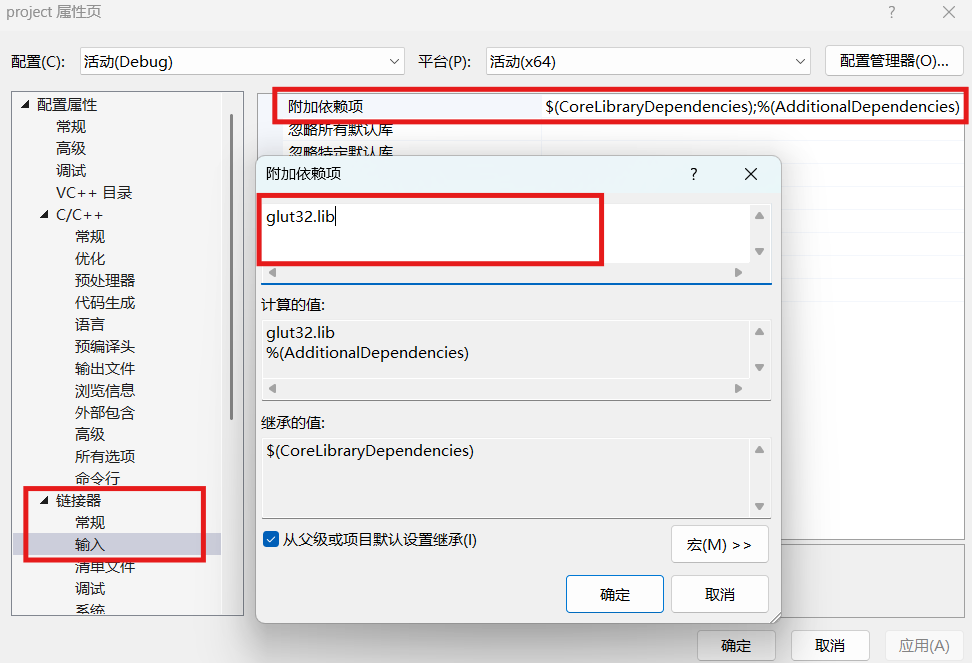 project 属性页
配置(C): 活动(Debug) 平台(P): 活动(x64) 配置管理器(O)...
配置属性
常规
高级
调试
VC++ 目录
C/C++
常规
优化
预处理器
代码生成
语言
预编译头
输出文件
浏览信息
外部包含
高级
所有选项
命令行
链接器
常规
输入
清单文件
调试
系统
附加依赖项 $(CoreLibraryDependencies);%(AdditionalDependencies)
忽略所有默认库
忽略特定默认库
附加依赖项
glut32.lib
计算的值:
glut32.lib
%(AdditionalDependencies)
继承的值:
$(CoreLibraryDependencies)
从父级或项目默认设置继承(I)
宏(M) >>
确定 取消
确定 取消 应用(A)